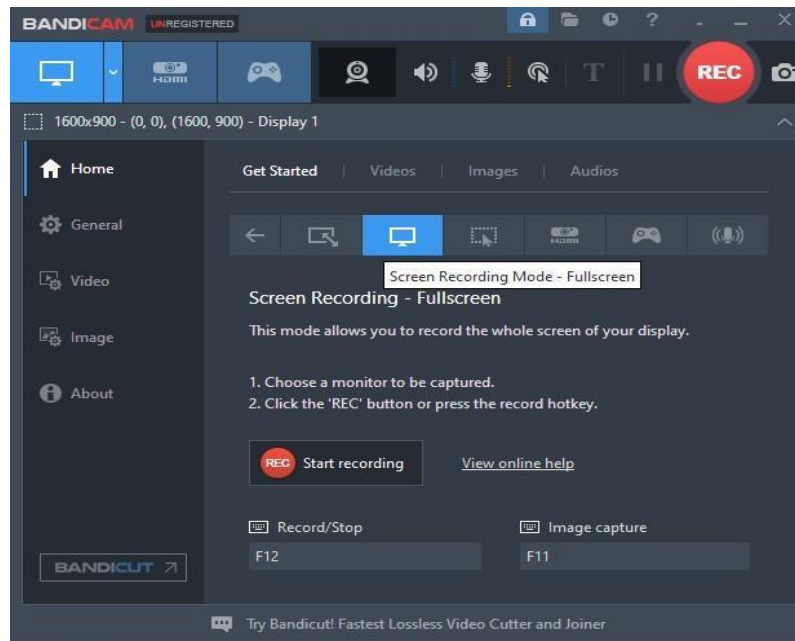 BANDICAM UNREGISTERED
HDMI
T
REC
1600x900 - (0, 0), (1600, 900) - Display 1
Home
General
Video
Image
About
BANDICUT
Get Started | Videos | Images | Audios
HDMI
Screen Recording Mode - Fullscreen
Screen Recording - Fullscreen
This mode allows you to record the whole screen of your display.
1. Choose a monitor to be captured.
2. Click the 'REC' button or press the record hotkey.
REC Start recording View online help
Record/Stop Image capture
F12 F11
Try Bandicut! Fastest Lossless Video Cutter and Joiner